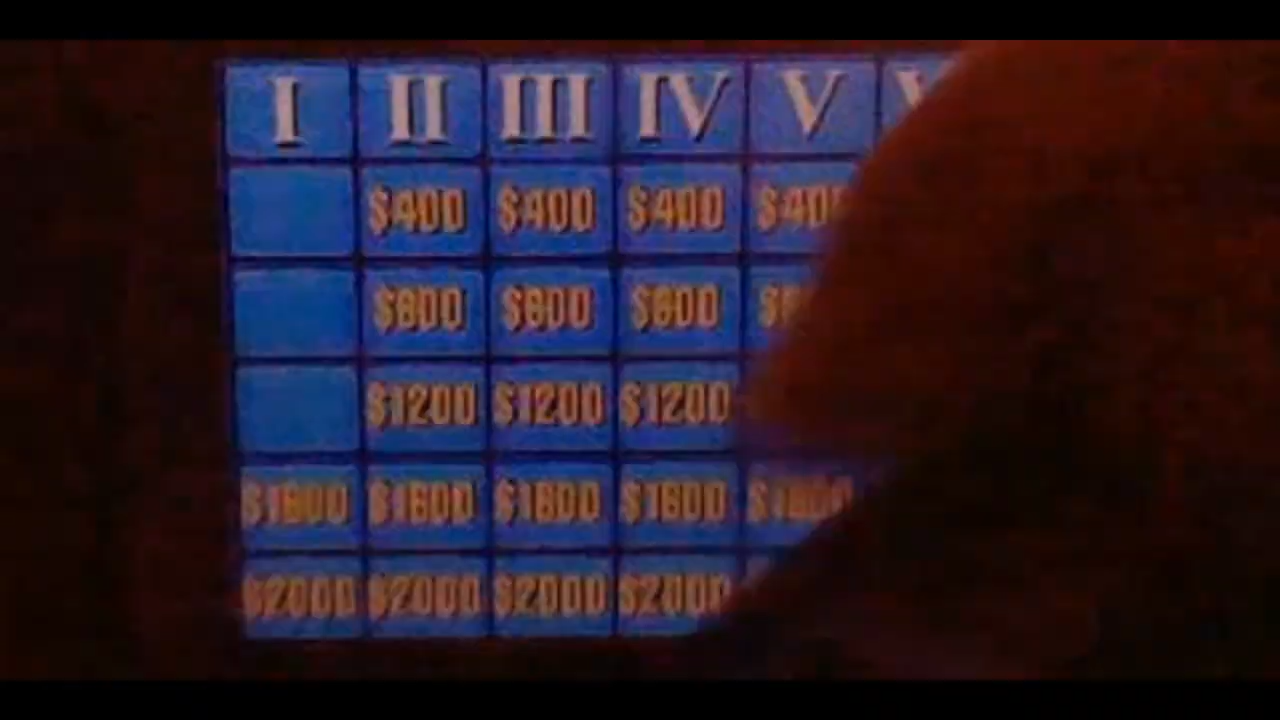 I II III IV V
$400 $400 $400
$800 $800 $800
$1200 $1200 $1200
$1600 $1600 $1600 $1600
$2000 $2000 $2000 $2000